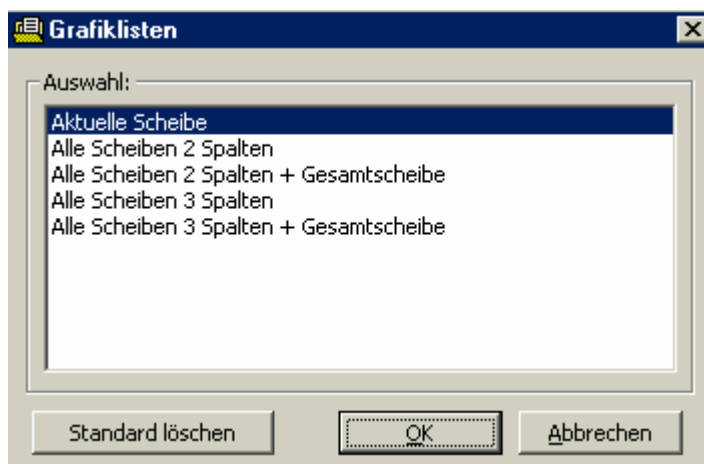 Grafiklisten
Auswahl:
Aktuelle Scheibe
Alle Scheiben 2 Spalten
Alle Scheiben 2 Spalten + Gesamtscheibe
Alle Scheiben 3 Spalten
Alle Scheiben 3 Spalten + Gesamtscheibe
Standard löschen OK Abbrechen